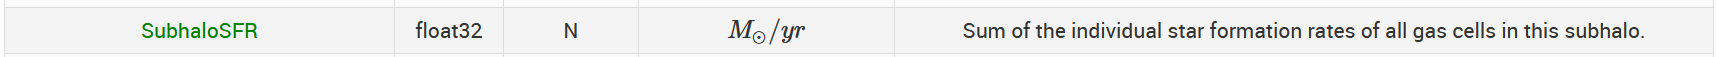 SubhaloSFR float32 N M⊙/yr Sum of the individual star formation rates of all gas cells in this subhalo.